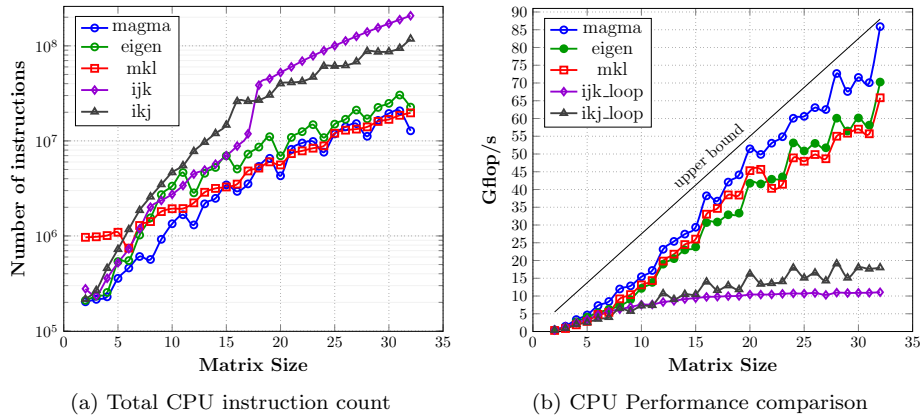 magma
eigen
mkl
ijk
ikj
10^8
10^7
10^6
10^5
0 5 10 15 20 25 30 35
Number of instructions
Matrix Size
(a) Total CPU instruction count
magma
eigen
mkl
ijk_loop
ikj_loop
upper bound
90
85
80
75
70
65
60
55
50
45
40
35
30
25
20
15
10
5
0
0 5 10 15 20 25 30 35
Gflop/s
Matrix Size
(b) CPU Performance comparison